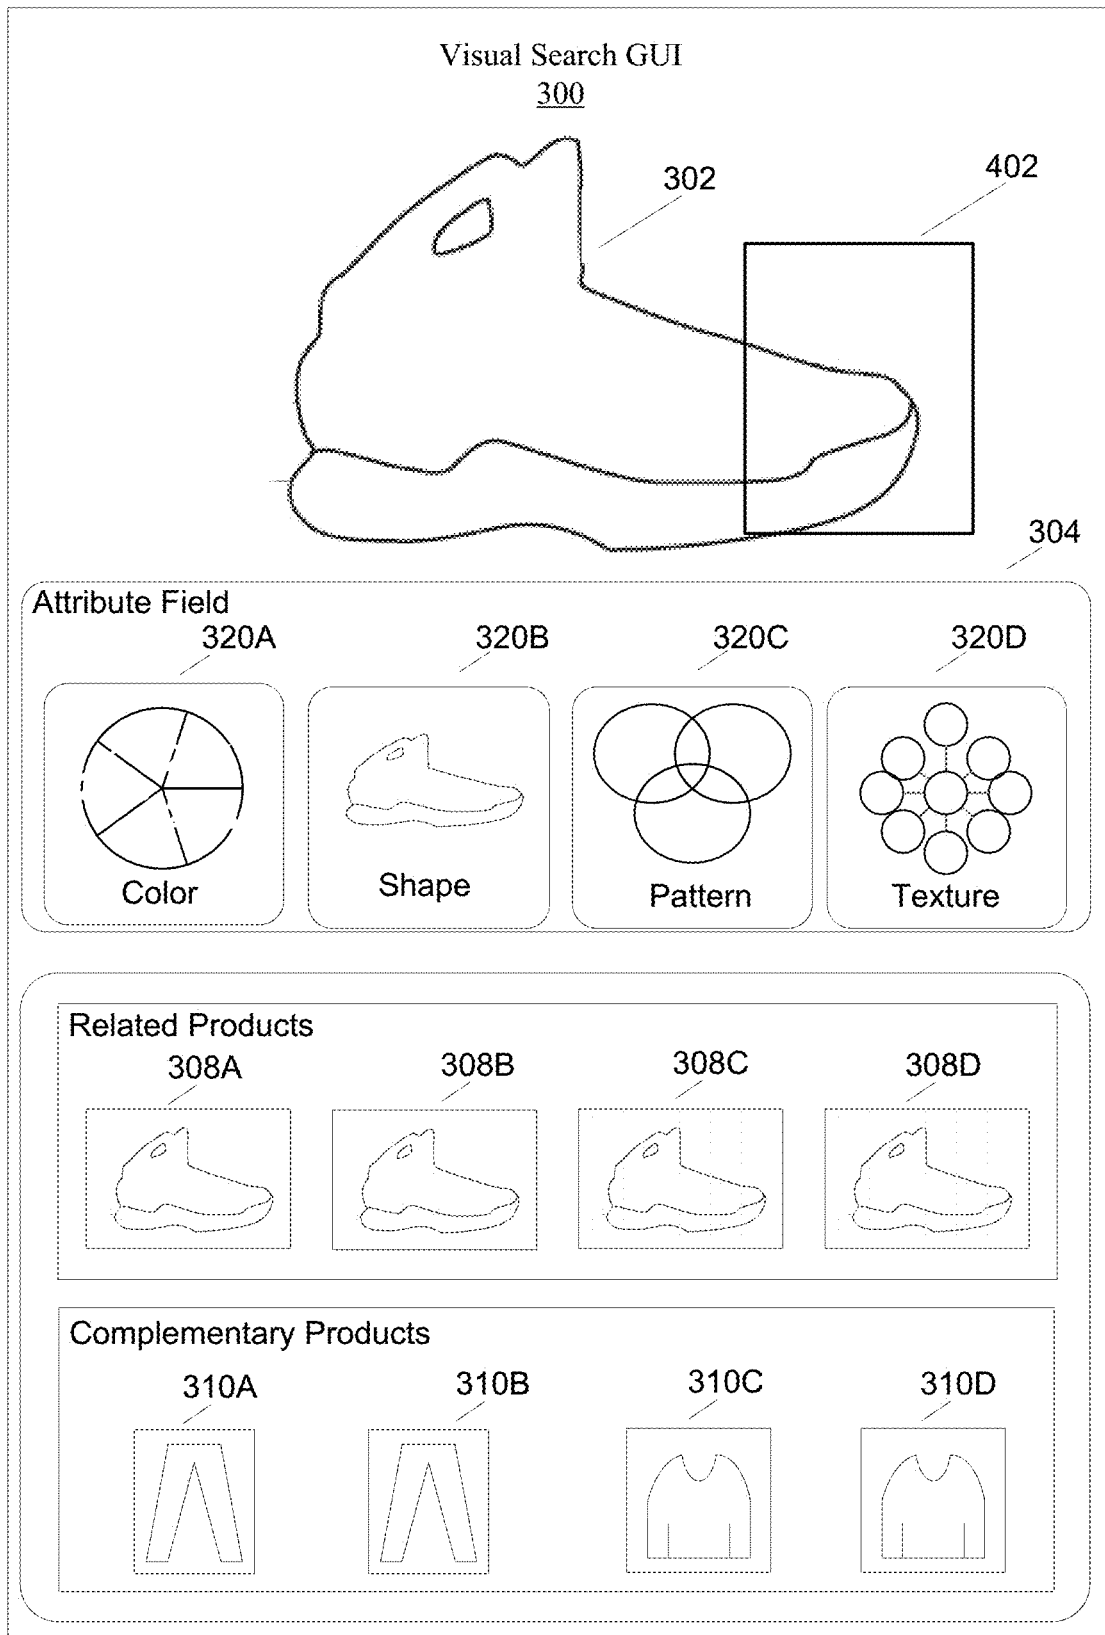 Visual Search GUI
300
302
402
304
Attribute Field
320A 320B 320C 320D
Color Shape Pattern Texture
Related Products
308A 308B 308C 308D
Complementary Products
310A 310B 310C 310D